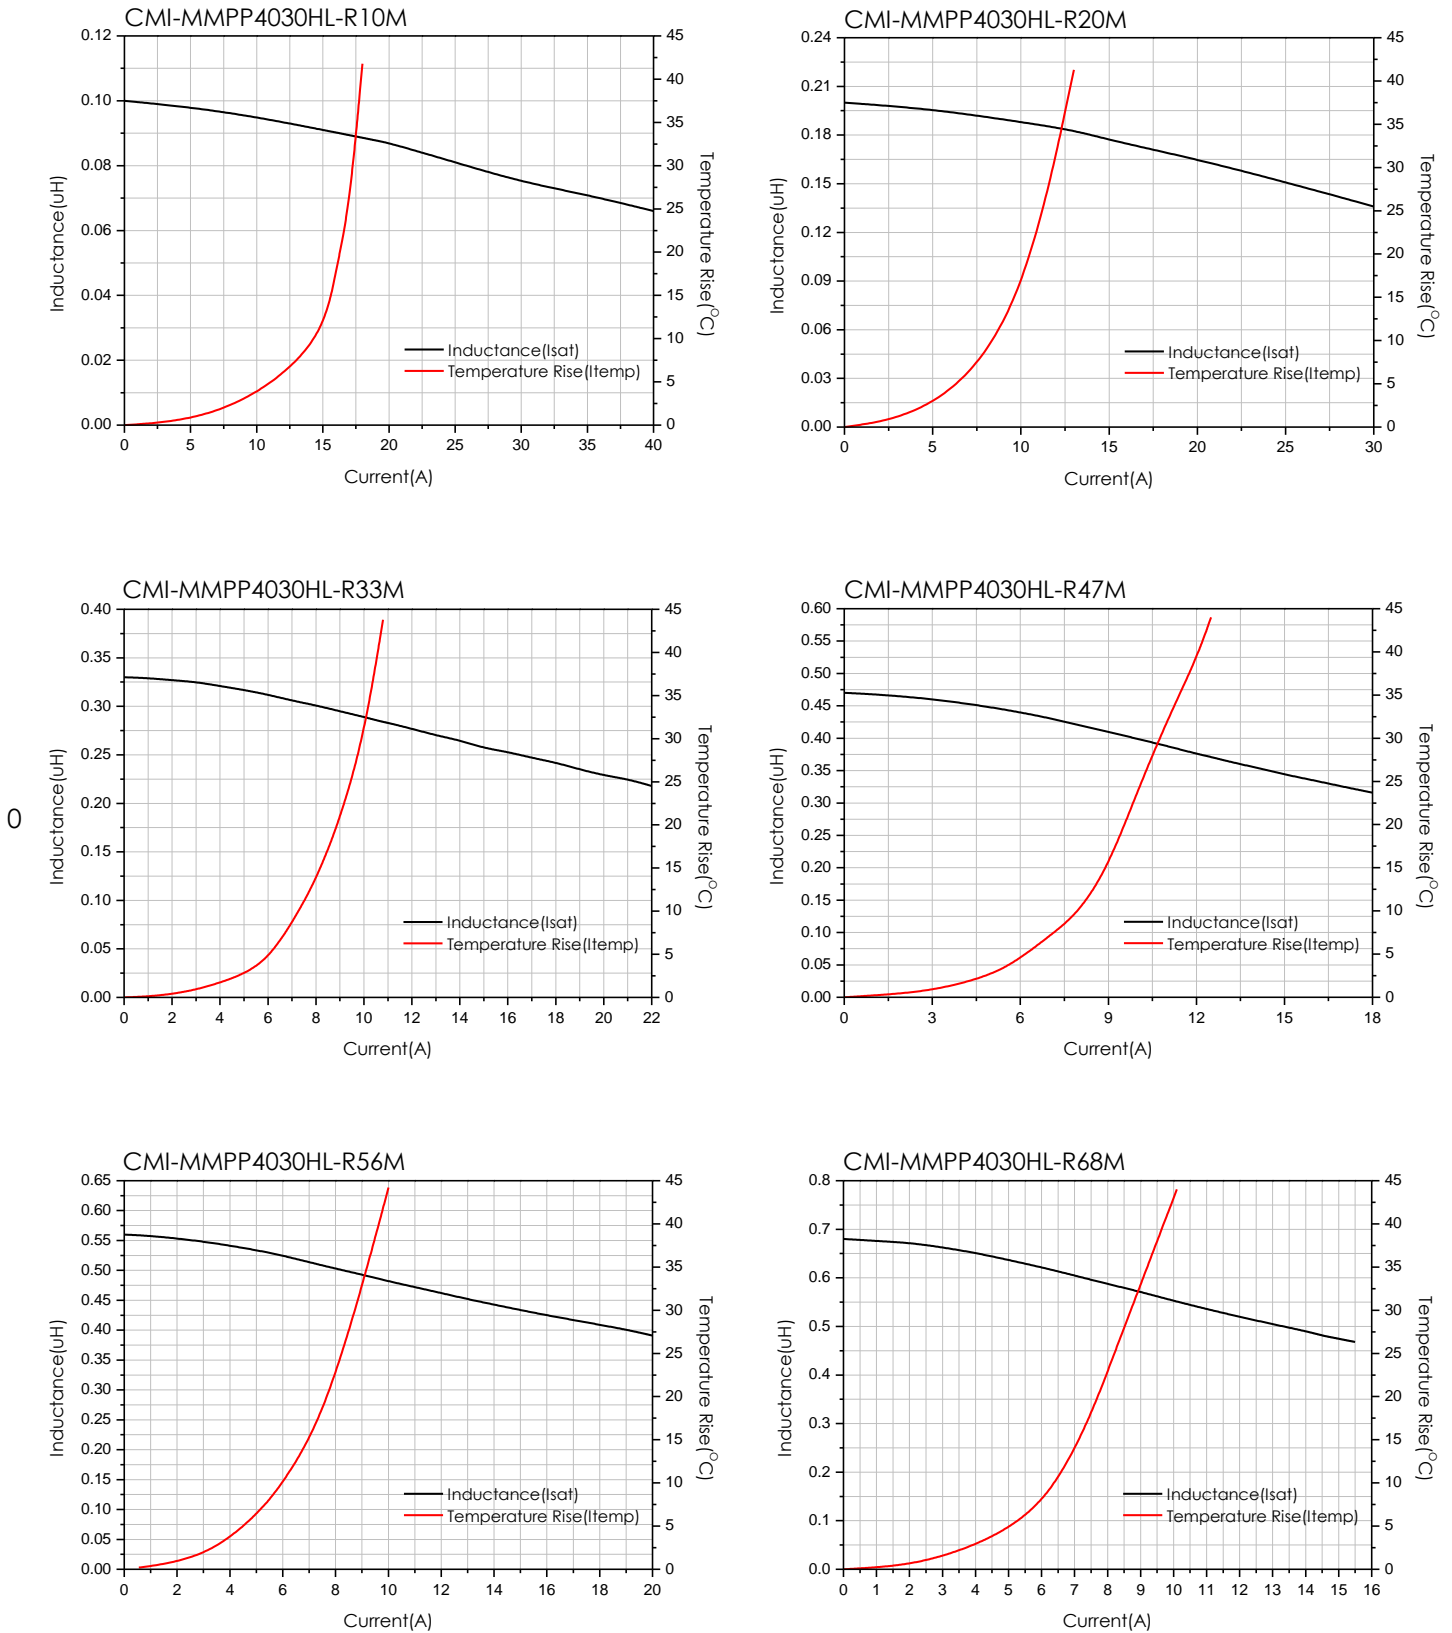 CMI-MMPP4030HL-R10M
0.12
0.10
0.08
0.06
0.04
0.02
0.00
Inductance(uH)
45
40
35
30
25
20
15
10
5
0
Temperature Rise(°C)
Inductance(Isat)
Temperature Rise(Itemp)
0 5 10 15 20 25 30 35 40
Current(A)
CMI-MMPP4030HL-R20M
0.24
0.21
0.18
0.15
0.12
0.09
0.06
0.03
0.00
Inductance(uH)
45
40
35
30
25
20
15
10
5
0
Temperature Rise(°C)
Inductance(Isat)
Temperature Rise(Itemp)
0 5 10 15 20 25 30
Current(A)
0
CMI-MMPP4030HL-R33M
0.40
0.35
0.30
0.25
0.20
0.15
0.10
0.05
0.00
Inductance(uH)
45
40
35
30
25
20
15
10
5
0
Temperature Rise(°C)
Inductance(Isat)
Temperature Rise(Itemp)
0 2 4 6 8 10 12 14 16 18 20 22
Current(A)
CMI-MMPP4030HL-R47M
0.60
0.55
0.50
0.45
0.40
0.35
0.30
0.25
0.20
0.15
0.10
0.05
0.00
Inductance(uH)
45
40
35
30
25
20
15
10
5
0
Temperature Rise(°C)
Inductance(Isat)
Temperature Rise(Itemp)
0 3 6 9 12 15 18
Current(A)
CMI-MMPP4030HL-R56M
0.65
0.60
0.55
0.50
0.45
0.40
0.35
0.30
0.25
0.20
0.15
0.10
0.05
0.00
Inductance(uH)
45
40
35
30
25
20
15
10
5
0
Temperature Rise(°C)
Inductance(Isat)
Temperature Rise(Itemp)
0 2 4 6 8 10 12 14 16 18 20
Current(A)
CMI-MMPP4030HL-R68M
0.8
0.7
0.6
0.5
0.4
0.3
0.2
0.1
0.0
Inductance(uH)
45
40
35
30
25
20
15
10
5
0
Temperature Rise(°C)
Inductance(Isat)
Temperature Rise(Itemp)
0 1 2 3 4 5 6 7 8 9 10 11 12 13 14 15 16
Current(A)